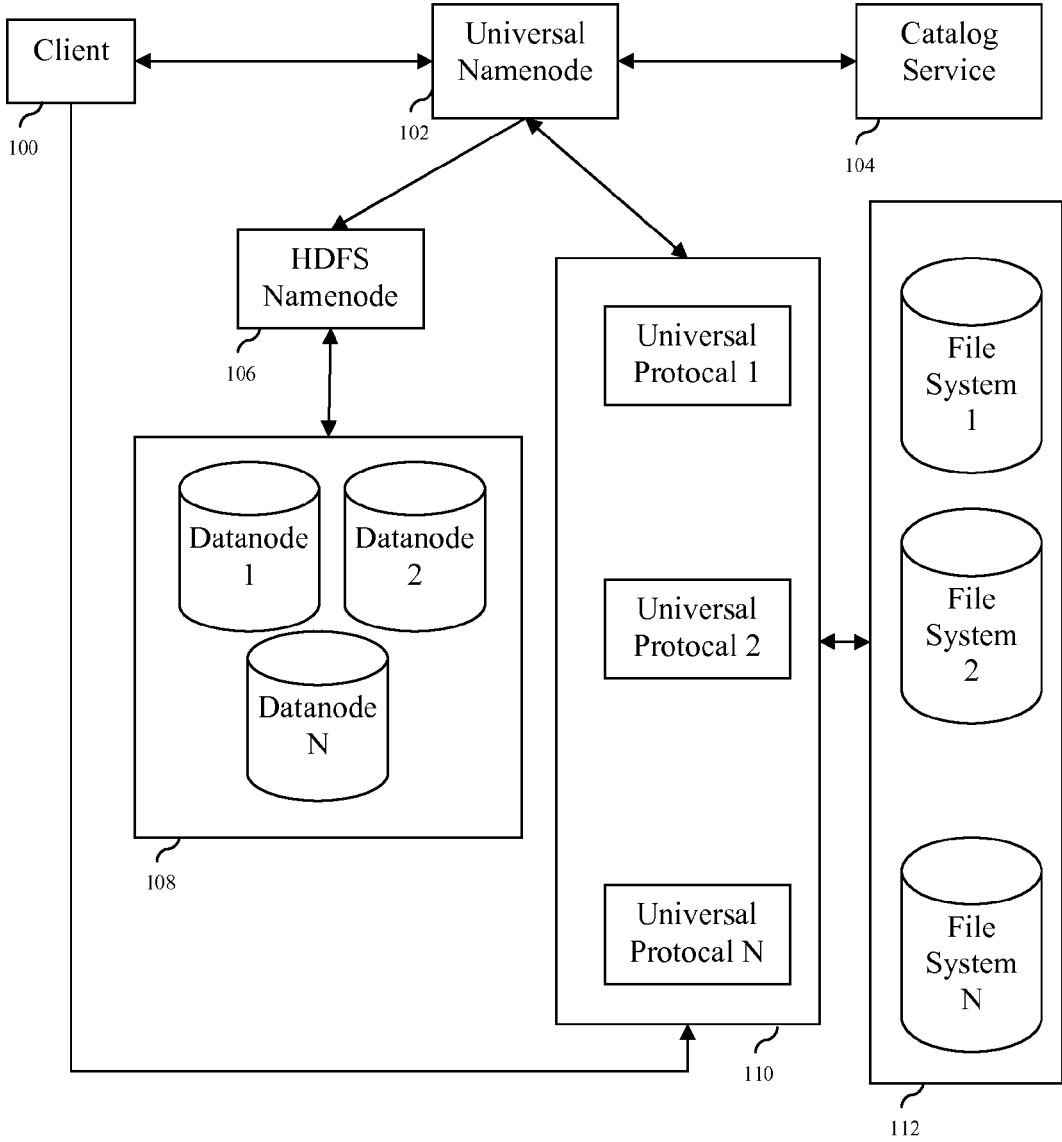 Client
100
Universal
Namenode
102
Catalog
Service
104
HDFS
Namenode
106
Datanode
1
Datanode
2
Datanode
N
108
Universal
Protocal 1
Universal
Protocal 2
Universal
Protocal N
110
File
System
1
File
System
2
File
System
N
112